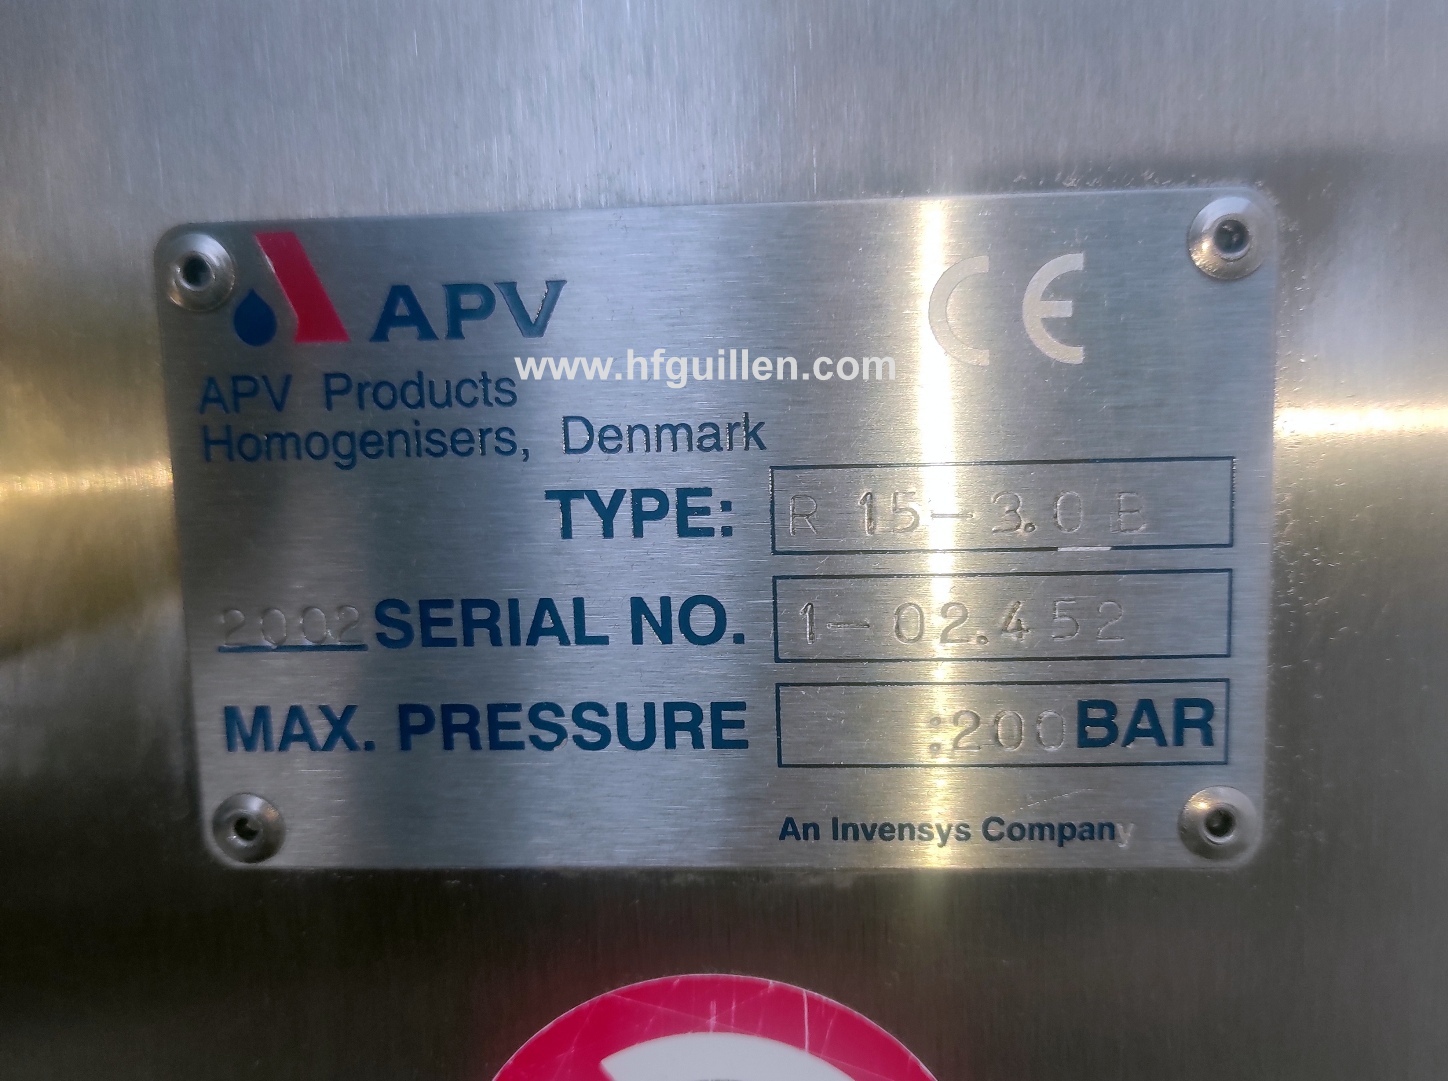 APV
CE
www.hfguillen.com
APV Products
Homogenisers, Denmark
TYPE: R 15-3.0 B
2002 SERIAL NO. 1-02.452
MAX. PRESSURE :200 BAR
An Invensys Company